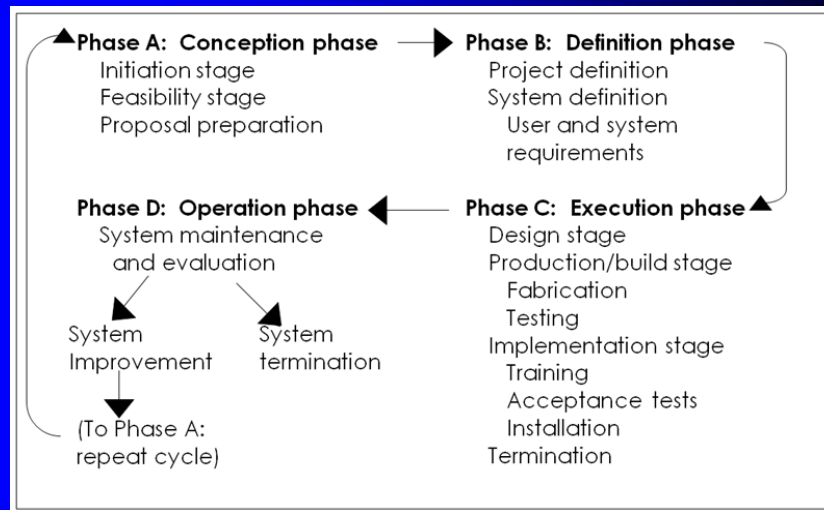 Phase A: Conception phase
Initiation stage
Feasibility stage
Proposal preparation
Phase B: Definition phase
Project definition
System definition
User and system
requirements
Phase C: Execution phase
Design stage
Production/build stage
Fabrication
Testing
Implementation stage
Training
Acceptance tests
Installation
Termination
Phase D: Operation phase
System maintenance
and evaluation
System
Improvement
System
termination
(To Phase A:
repeat cycle)